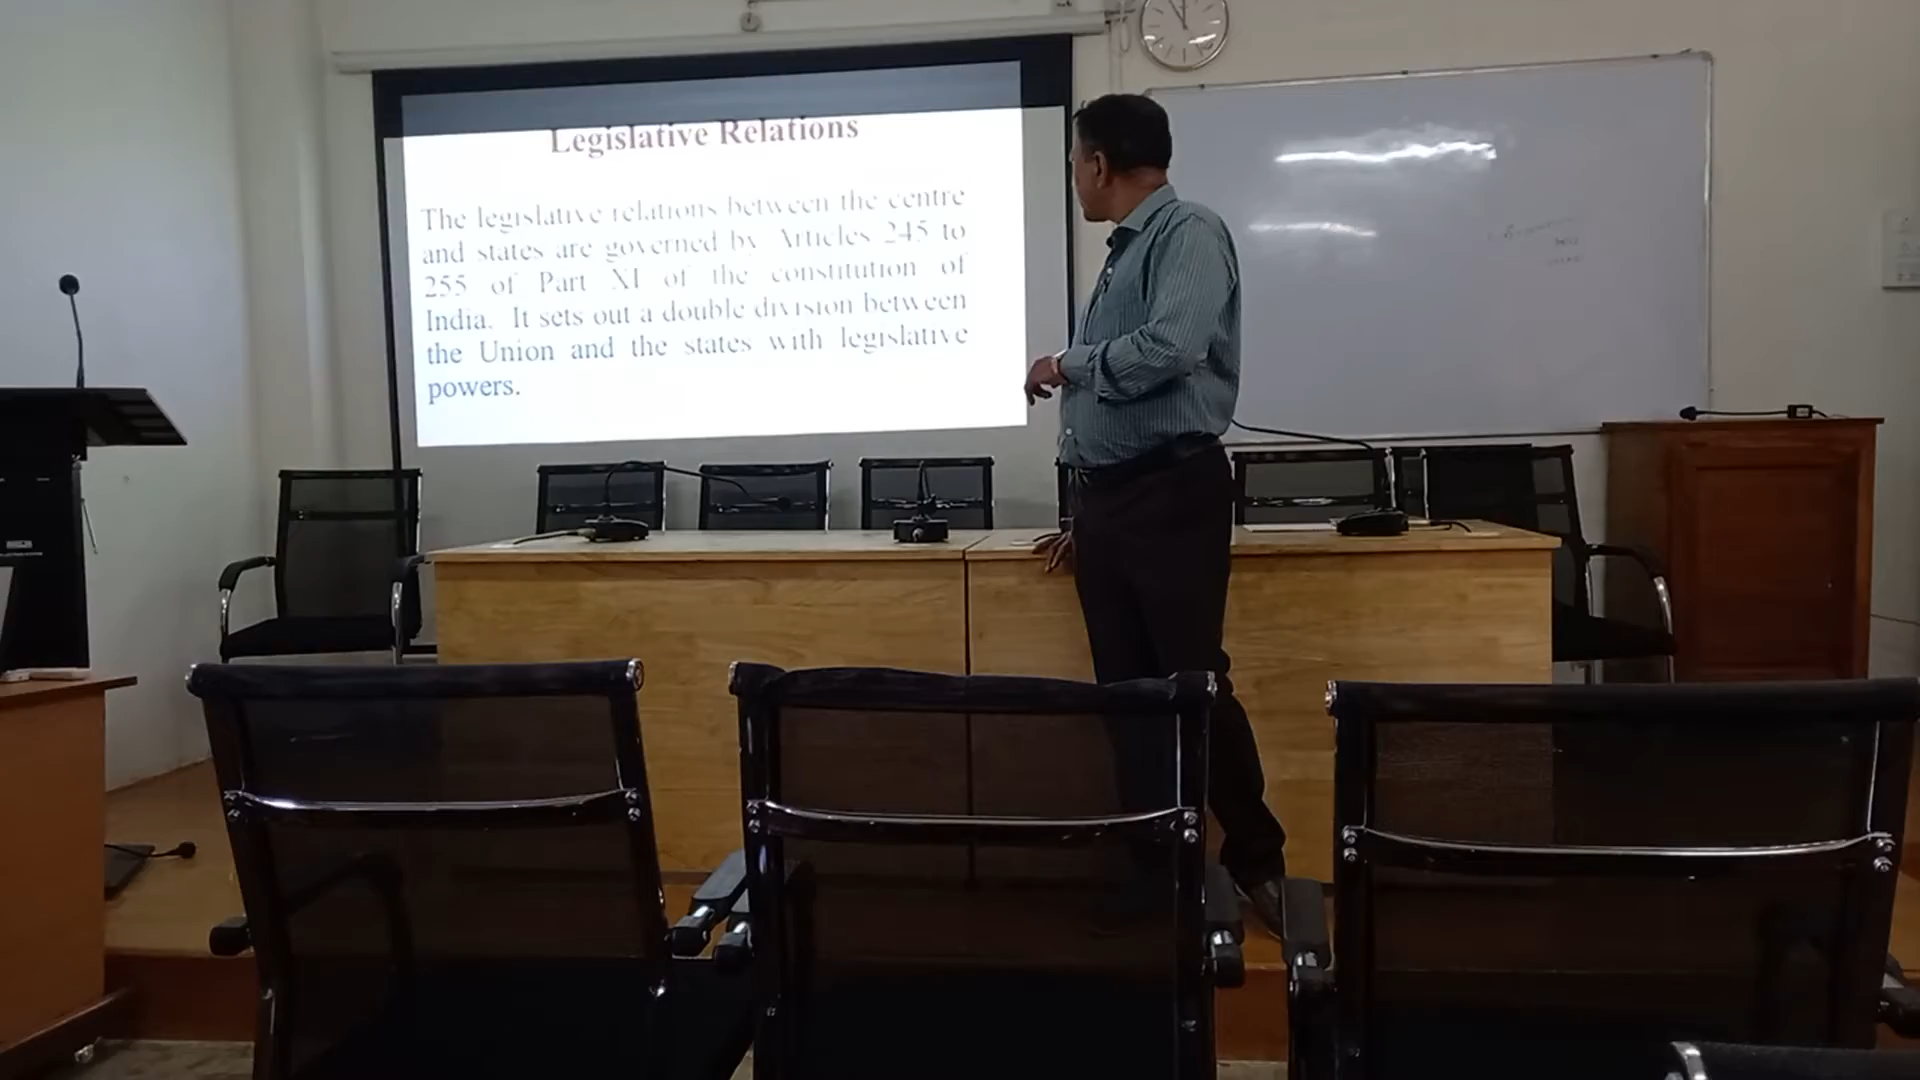 Legislative Relations
The legislative relations between the centre
and states are governed by Articles 245 to
255 of Part XI of the constitution of
India. It sets out a double division between
the Union and the states with legislative
powers.